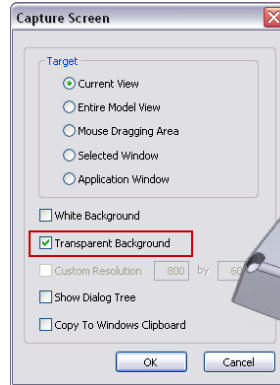 Capture Screen
Target
Current View
Entire Model View
Mouse Dragging Area
Selected Window
Application Window
White Background
Transparent Background
Custom Resolution 800 by
Show Dialog Tree
Copy To Windows Clipboard
OK Cancel